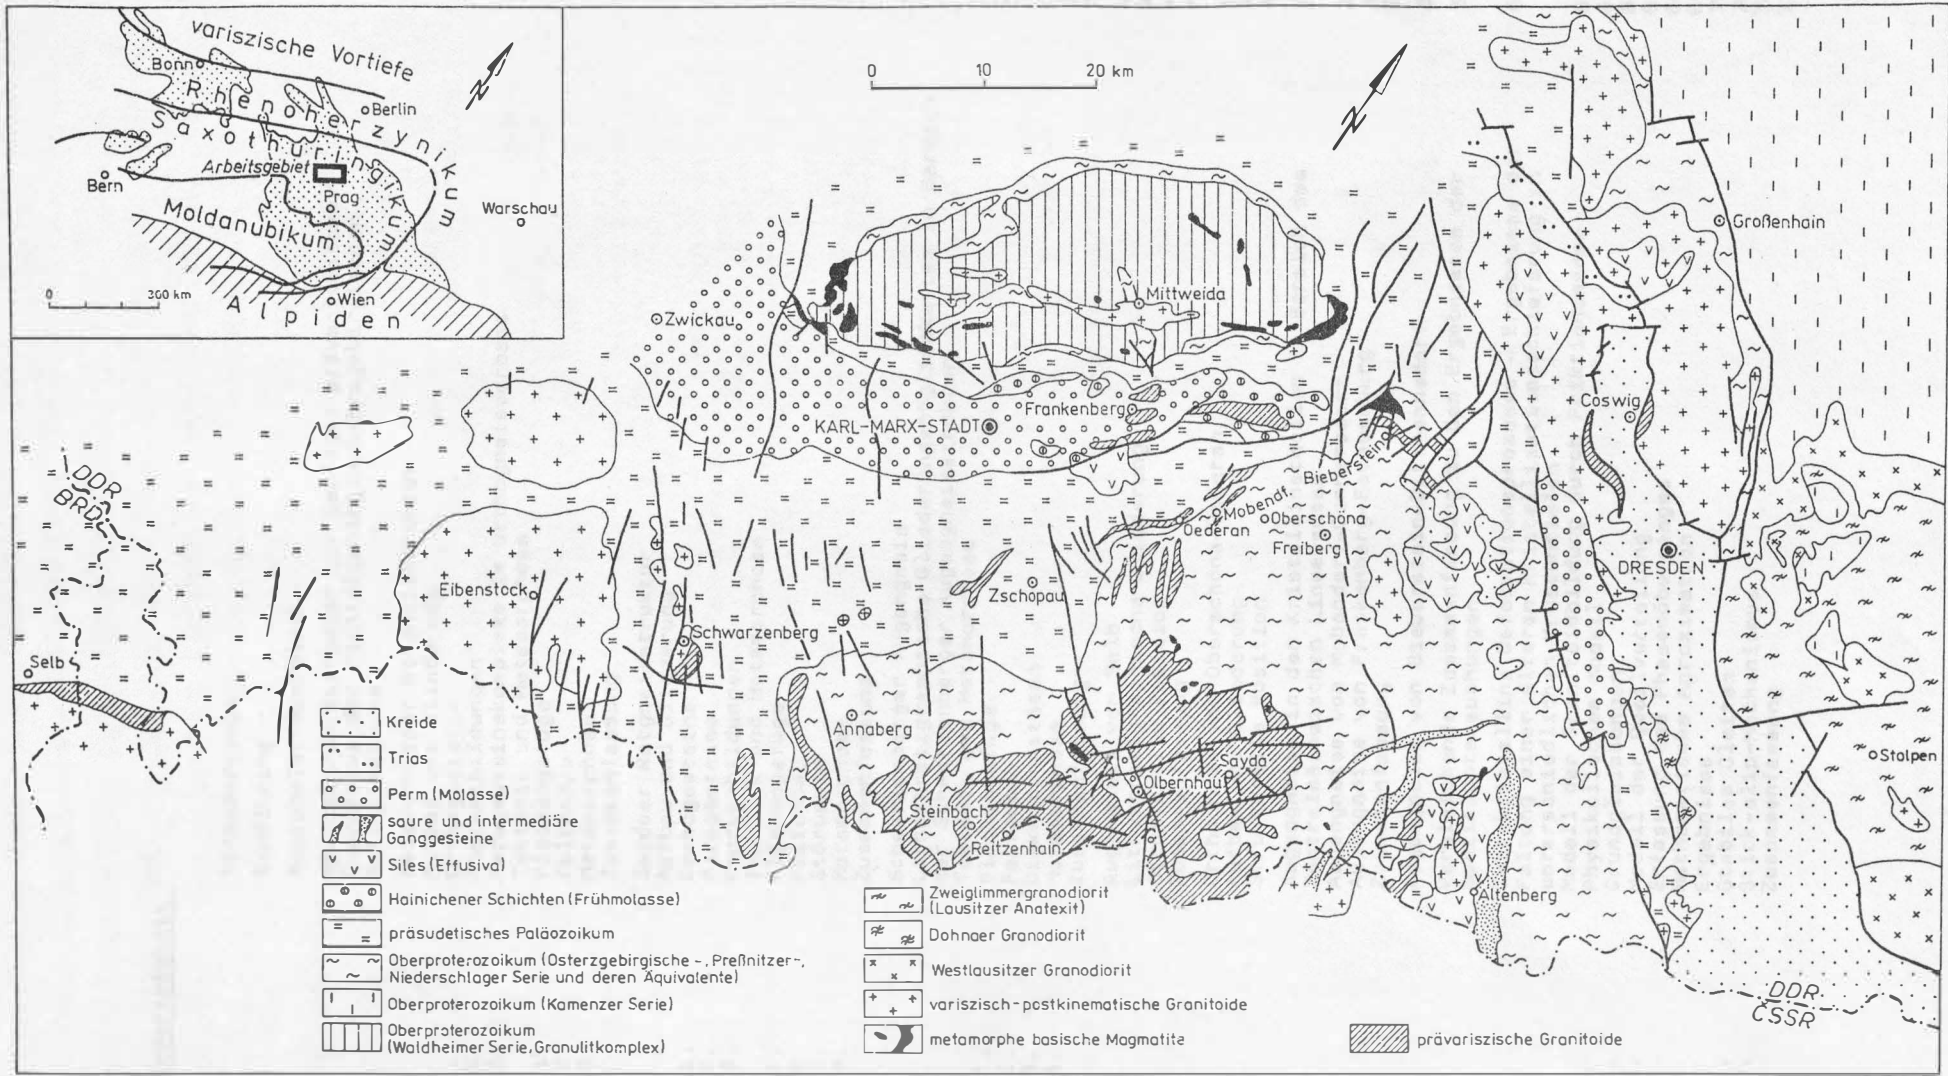 variszische Vortiefe
Bonn
Rhenoherzynikum
Berlin
Saxothuringikum
Arbeitsgebiet
Bern
Prag
Moldanubikum
Warschau
0 300 km
Wien
Alpiden
N
0 10 20 km
N
Großenhain
Mittweida
Zwickau
Frankenberg
KARL-MARX-STADT
Coswig
Bieberstein
Mobendf.
Oederan
Oberschöna
Freiberg
DRESDEN
DDR
BRD
Eibenstock
Zschopau
Schwarzenberg
Selb
Annaberg
Sayda
Olbernhau
Steinbach
Reitzenhain
Stolpen
Altenberg
DDR
ČSSR
Kreide
Trias
Perm (Molasse)
saure und intermediäre
Ganggesteine
Siles (Effusiva)
Hainichener Schichten (Frühmolasse)
präsudetisches Paläozoikum
Oberproterozoikum (Osterzgebirgische -, Preßnitzer-,
Niederschlager Serie und deren Äquivalente)
Oberproterozoikum (Kamenzer Serie)
Oberproterozoikum
(Waldheimer Serie, Granulitkomplex)
Zweiglimmergranodiorit
(Lausitzer Anatexit)
Dohnaer Granodiorit
Westlausitzer Granodiorit
variszisch-postkinematische Granitoide
metamorphe basische Magmatite
prävariszische Granitoide